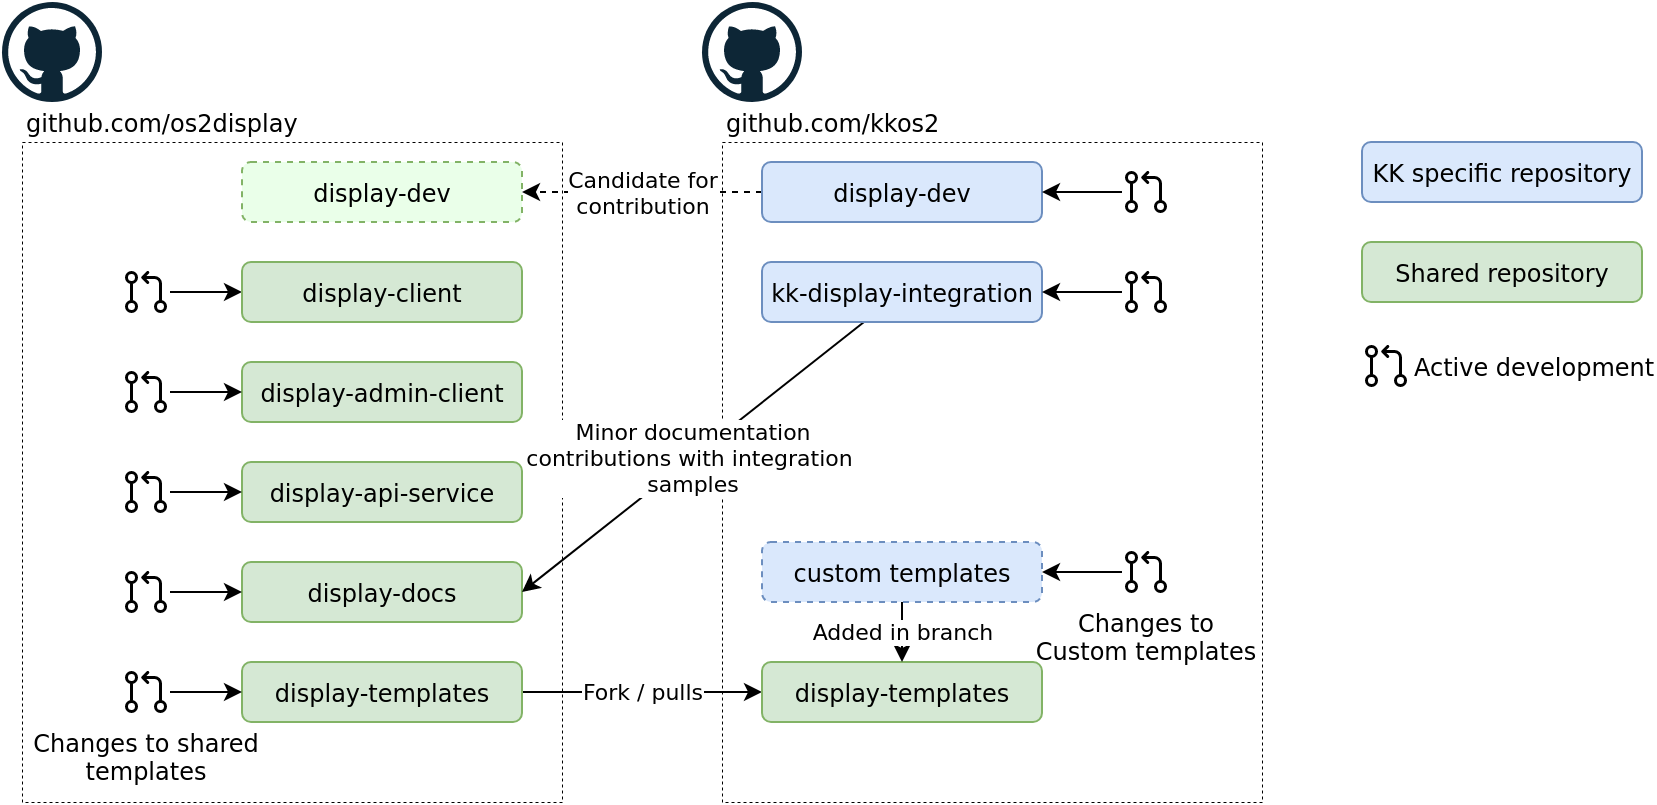 github.com/os2display
github.com/kkos2
display-dev
Candidate for
contribution
display-dev
KK specific repository
display-client
kk-display-integration
Shared repository
display-admin-client
Active development
Minor documentation
contributions with integration
samples
display-api-service
display-docs
custom templates
Changes to
Custom templates
Added in branch
display-templates
Fork / pulls
display-templates
Changes to shared
templates